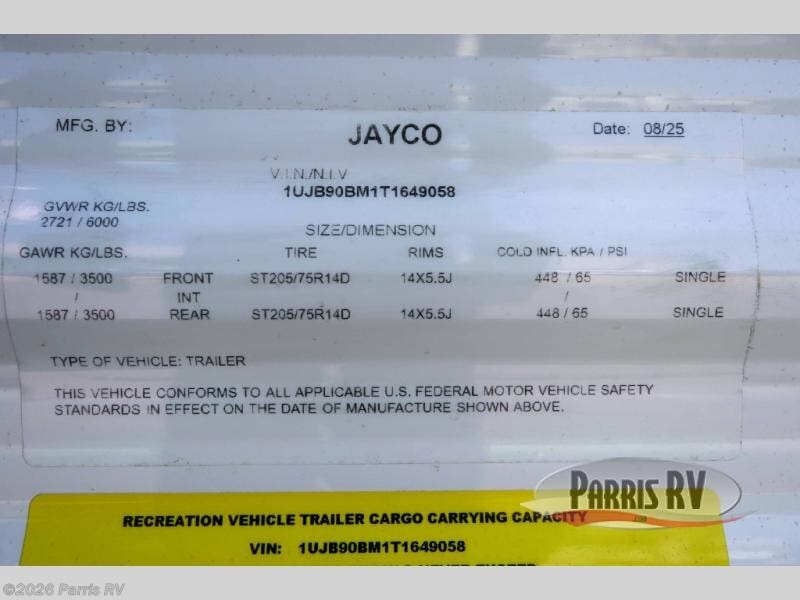 MFG. BY: JAYCO Date: 08/25
V.I.N./N.I.V
1UJB90BM1T1649058
GVWR KG/LBS.
2721 / 6000
SIZE/DIMENSION
GAWR KG/LBS. TIRE RIMS COLD INFL. KPA / PSI
1587 / 3500 FRONT ST205/75R14D 14X5.5J 448 / 65 SINGLE
/ INT /
1587 / 3500 REAR ST205/75R14D 14X5.5J 448 / 65 SINGLE
TYPE OF VEHICLE: TRAILER
THIS VEHICLE CONFORMS TO ALL APPLICABLE U.S. FEDERAL MOTOR VEHICLE SAFETY
STANDARDS IN EFFECT ON THE DATE OF MANUFACTURE SHOWN ABOVE.
PARRIS RV
RECREATION VEHICLE TRAILER CARGO CARRYING CAPACITY
VIN: 1UJB90BM1T1649058
©2026 Parris RV